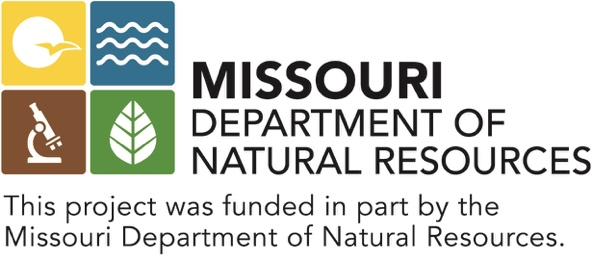 MISSOURI
DEPARTMENT OF
NATURAL RESOURCES
This project was funded in part by the
Missouri Department of Natural Resources.